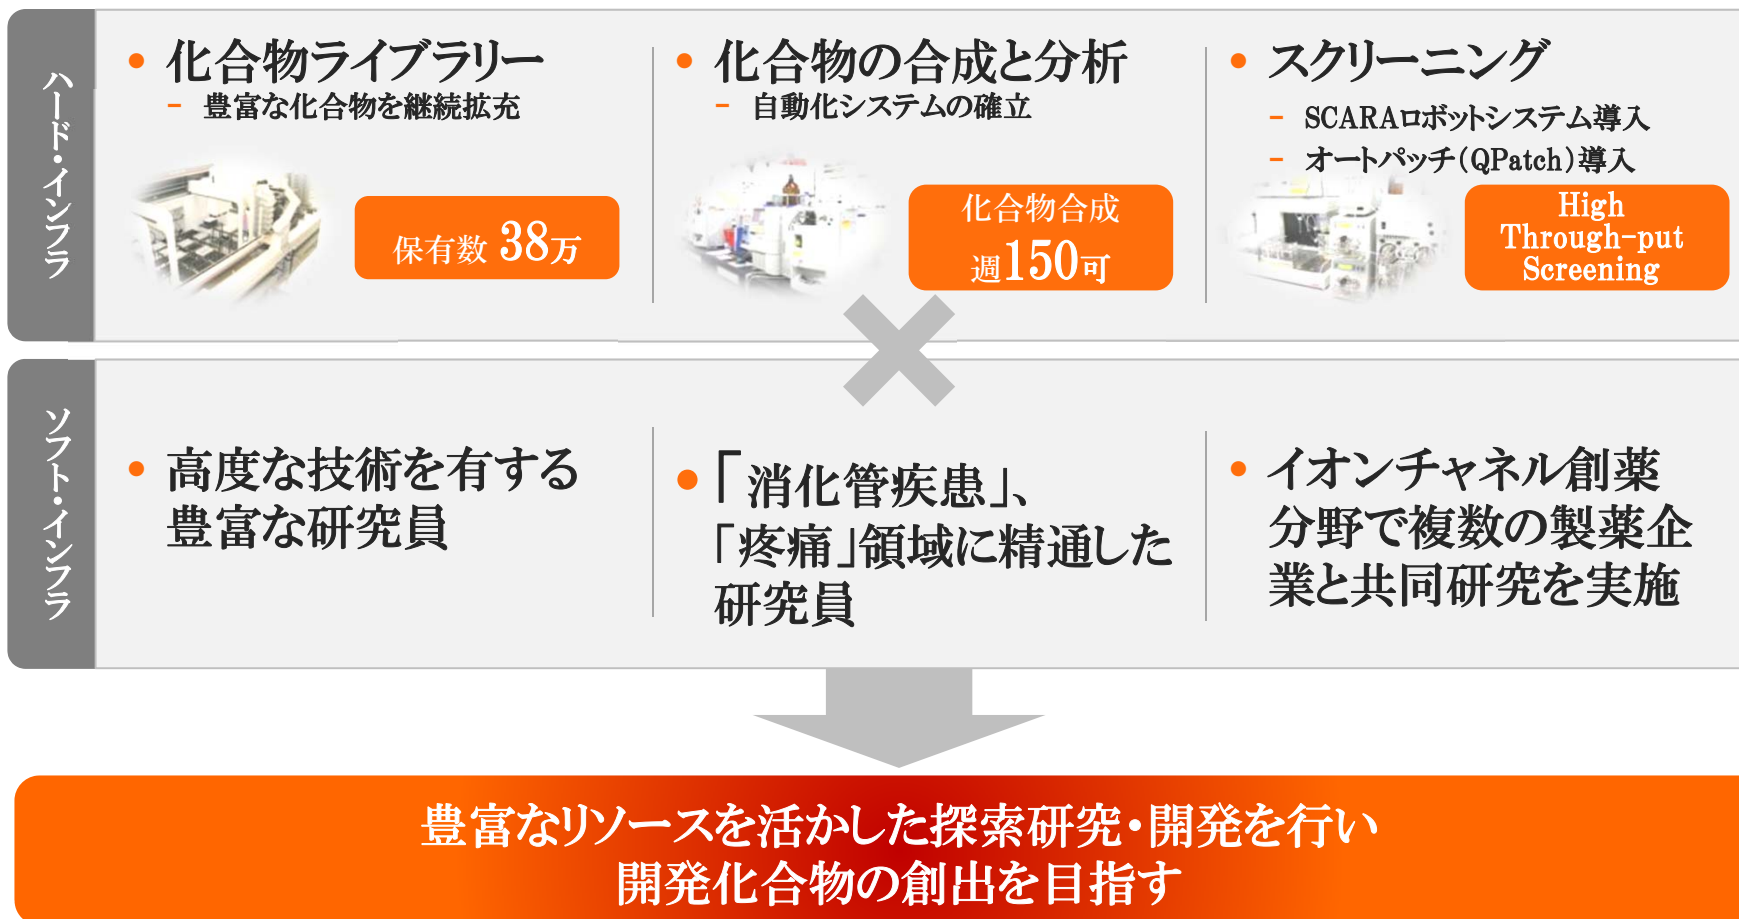 ハード・インフラ
• 化合物ライブラリー
－ 豊富な化合物を継続拡充
保有数 38万
• 化合物の合成と分析
－ 自動化システムの確立
化合物合成
週150可
• スクリーニング
－ SCARAロボットシステム導入
－ オートパッチ（QPatch）導入
High
Through-put
Screening
ソフト・インフラ
• 高度な技術を有する
豊富な研究員
• 「消化管疾患」、
「疼痛」領域に精通した
研究員
• イオンチャネル創薬
分野で複数の製薬企
業と共同研究を実施
豊富なリソースを活かした探索研究・開発を行い
開発化合物の創出を目指す